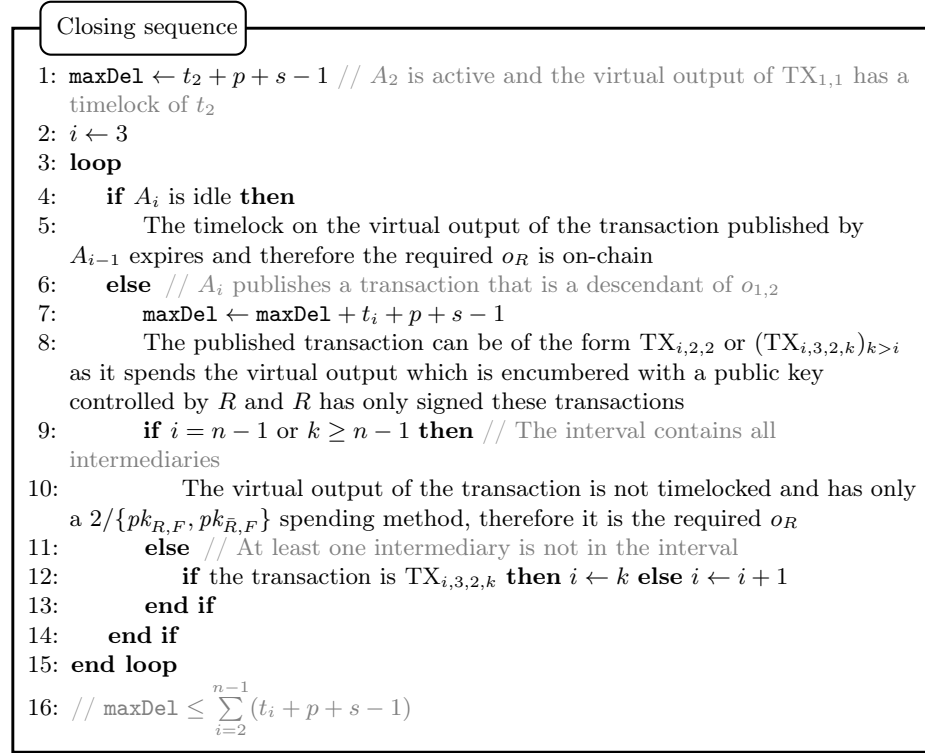 Closing sequence
1: maxDel ← t₂ + p + s − 1 // A₂ is active and the virtual output of TX₁,₁ has a
timelock of t₂
2: i ← 3
3: loop
4: if Aᵢ is idle then
5: The timelock on the virtual output of the transaction published by
Aᵢ₋₁ expires and therefore the required o_R is on-chain
6: else // Aᵢ publishes a transaction that is a descendant of o₁,₂
7: maxDel ← maxDel + tᵢ + p + s − 1
8: The published transaction can be of the form TXᵢ,₂,₂ or (TXᵢ,₃,₂,ₖ)ₖ>ᵢ
as it spends the virtual output which is encumbered with a public key
controlled by R and R has only signed these transactions
9: if i = n − 1 or k ≥ n − 1 then // The interval contains all
intermediaries
10: The virtual output of the transaction is not timelocked and has only
a 2/{pk_{R,F}, pk_{R̄,F}} spending method, therefore it is the required o_R
11: else // At least one intermediary is not in the interval
12: if the transaction is TXᵢ,₃,₂,ₖ then i ← k else i ← i + 1
13: end if
14: end if
15: end loop
16: // maxDel ≤ ∑_{i=2}^{n−1} (tᵢ + p + s − 1)